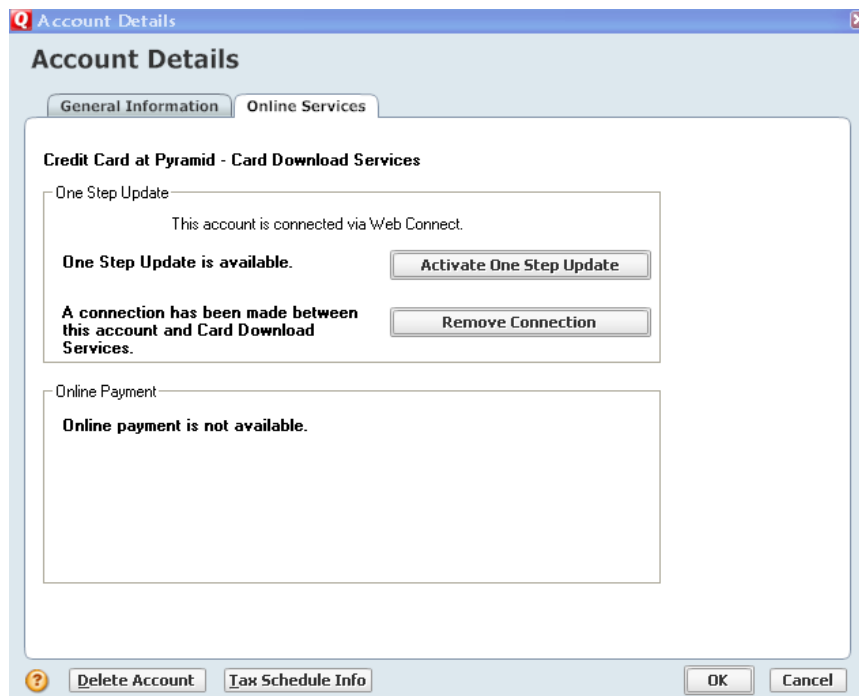 Account Details
Account Details
General Information
Online Services
Credit Card at Pyramid - Card Download Services
One Step Update
This account is connected via Web Connect.
One Step Update is available.
Activate One Step Update
A connection has been made between
this account and Card Download
Services.
Remove Connection
Online Payment
Online payment is not available.
Delete Account
Tax Schedule Info
OK
Cancel